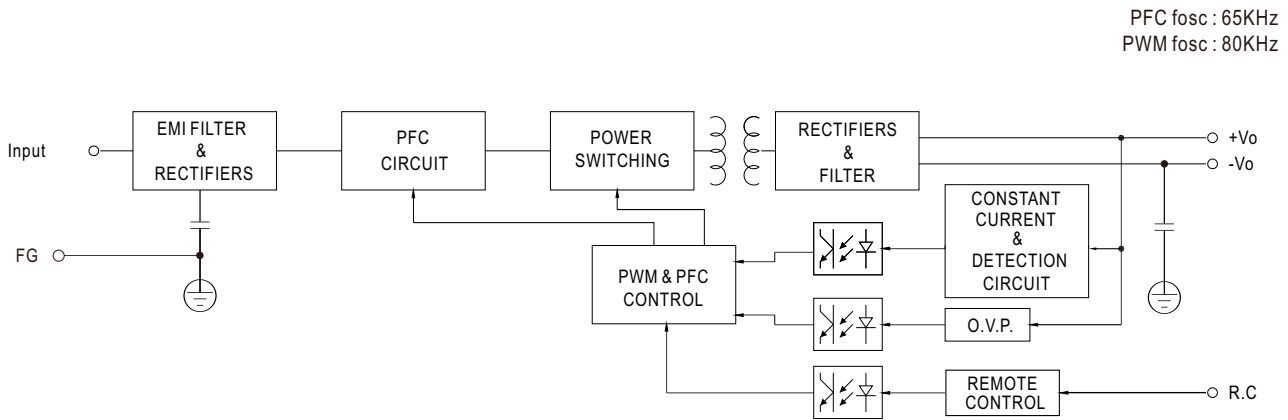 PFC fosc : 65KHz
PWM fosc : 80KHz
Input
EMI FILTER
&
RECTIFIERS
PFC
CIRCUIT
POWER
SWITCHING
RECTIFIERS
&
FILTER
+Vo
-Vo
FG
PWM & PFC
CONTROL
CONSTANT
CURRENT
&
DETECTION
CIRCUIT
O.V.P.
REMOTE
CONTROL
R.C